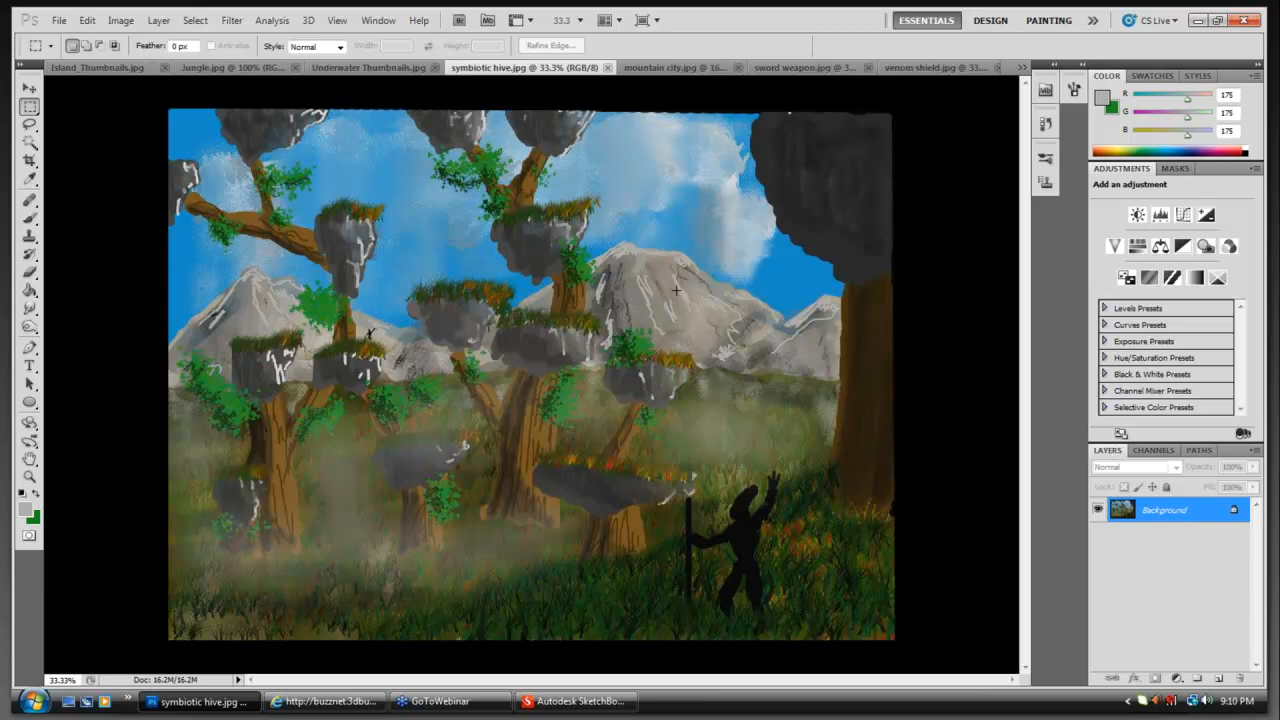 Ps File Edit Image Layer Select Filter Analysis 3D View Window Help Br Mb 33.3 ESSENTIALS DESIGN PAINTING CS Live
Feather: 0 px Anti-alias Style: Normal Width: Height: Refine Edge...
Island_Thumbnails.jpg Jungle.jpg @ 100% (RG... Underwater Thumbnails.jpg symbiotic hive.jpg @ 33.3% (RGB/8) mountain city.jpg @ 16... sword weapon.jpg @ 3... venom shield.jpg @ 33....
COLOR SWATCHES STYLES
Mb
R 175
G 175
B 175
ADJUSTMENTS MASKS
Add an adjustment
Levels Presets
Curves Presets
Exposure Presets
Hue/Saturation Presets
Black & White Presets
Channel Mixer Presets
Selective Color Presets
LAYERS CHANNELS PATHS
Normal Opacity: 100%
Lock: Fill: 100%
Background
33.33% Doc: 16.2M/16.2M
symbiotic hive.jpg ... http://buzznet.3dbu... GoToWebinar Autodesk SketchBo... 9:10 PM